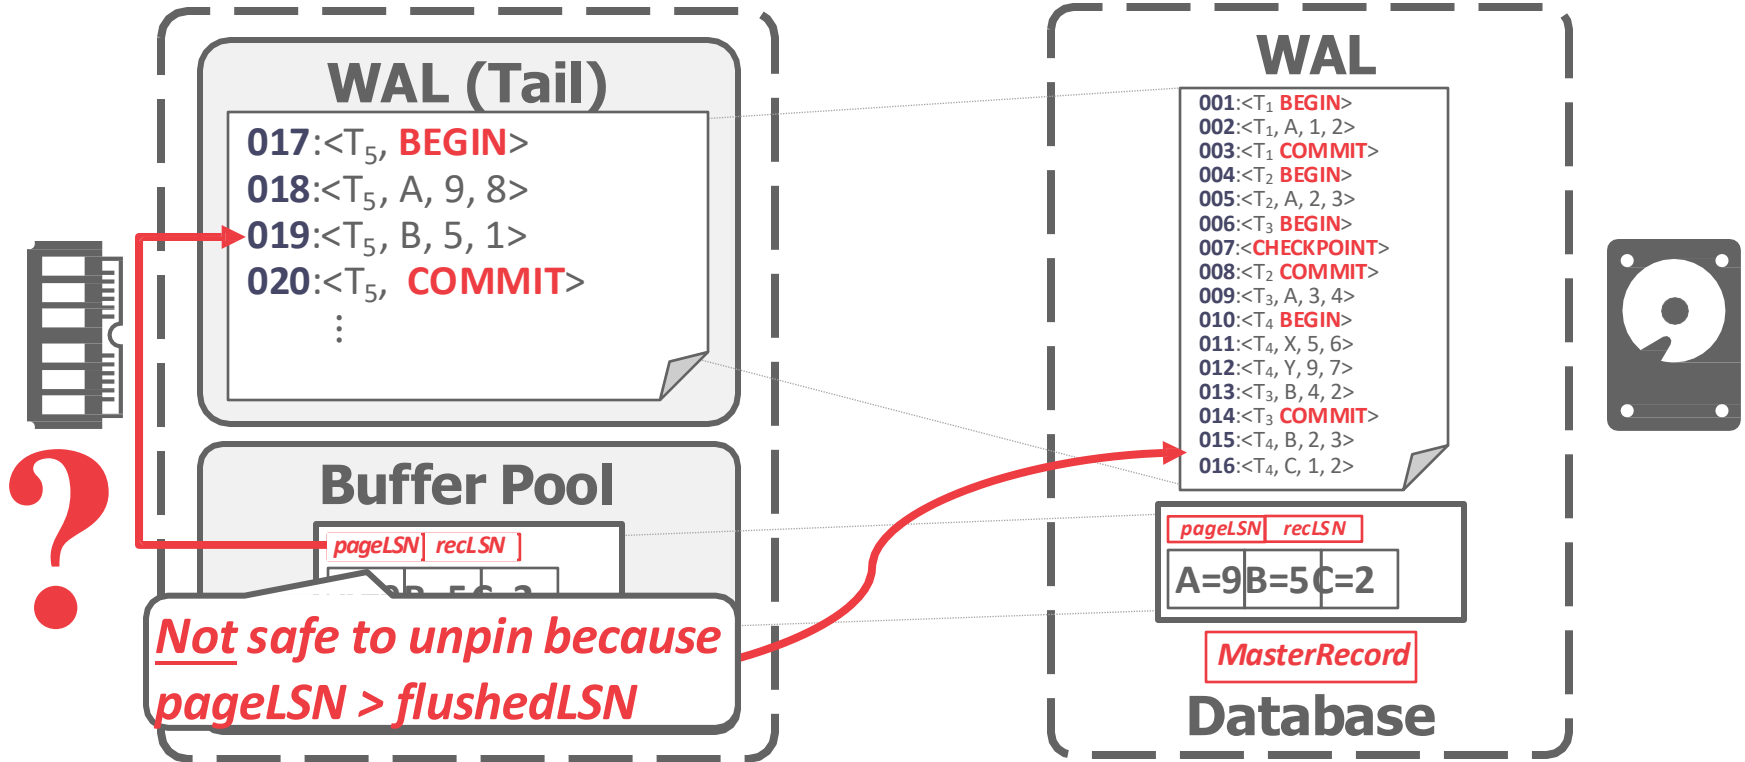 WAL (Tail)
017:<T5, BEGIN>
018:<T5, A, 9, 8>
019:<T5, B, 5, 1>
020:<T5, COMMIT>
⋮
?
Buffer Pool
pageLSN recLSN
Not safe to unpin because
pageLSN > flushedLSN
WAL
001:<T1 BEGIN>
002:<T1, A, 1, 2>
003:<T1 COMMIT>
004:<T2 BEGIN>
005:<T2, A, 2, 3>
006:<T3 BEGIN>
007:<CHECKPOINT>
008:<T2 COMMIT>
009:<T3, A, 3, 4>
010:<T4 BEGIN>
011:<T4, X, 5, 6>
012:<T4, Y, 9, 7>
013:<T3, B, 4, 2>
014:<T3 COMMIT>
015:<T4, B, 2, 3>
016:<T4, C, 1, 2>
pageLSN recLSN
A=9 B=5 C=2
MasterRecord
Database